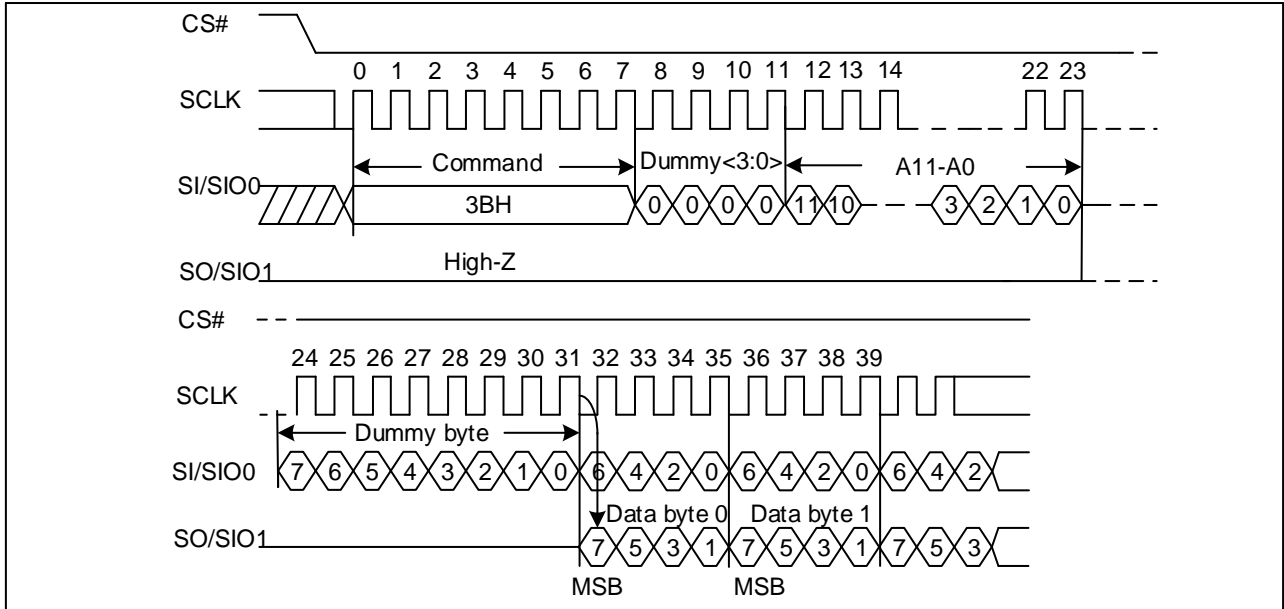 CS#
0 1 2 3 4 5 6 7 8 9 10 11 12 13 14 22 23
SCLK
Command Dummy<3:0> A11-A0
SI/SIO0
3BH 0 0 0 0 11 10 3 2 1 0
High-Z
SO/SIO1
CS#
24 25 26 27 28 29 30 31 32 33 34 35 36 37 38 39
SCLK
Dummy byte
SI/SIO0 7 6 5 4 3 2 1 0 6 4 2 0 6 4 2 0 6 4 2
Data byte 0 Data byte 1
SO/SIO1 7 5 3 1 7 5 3 1 7 5 3
MSB MSB